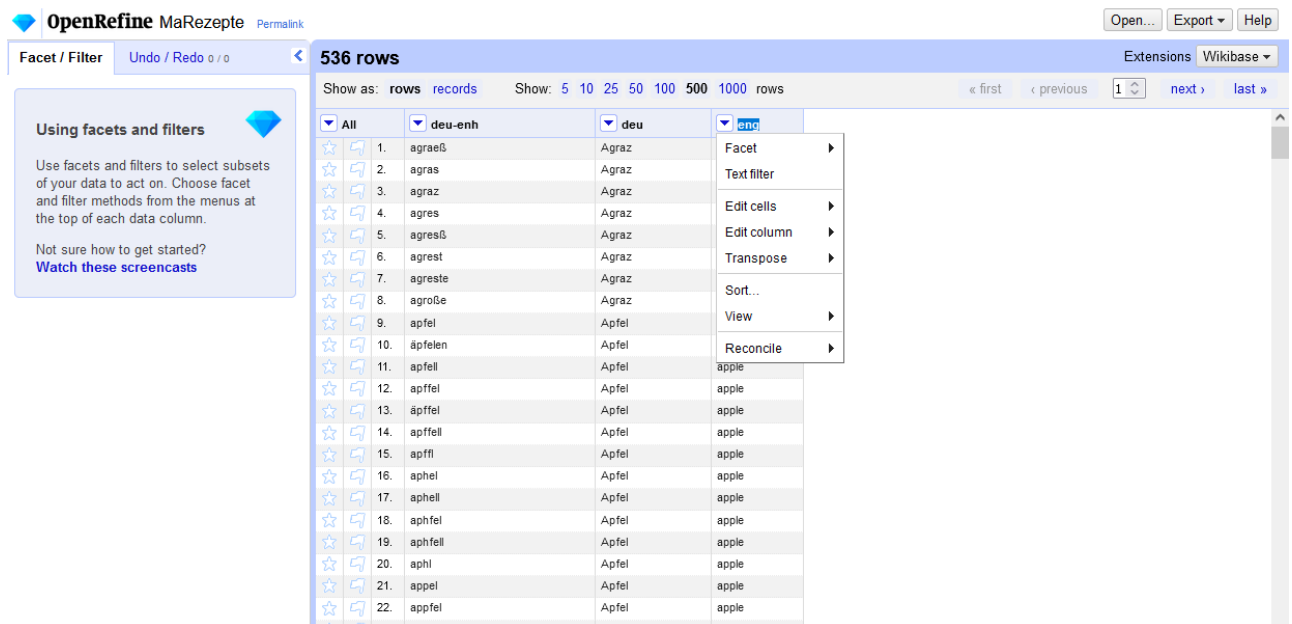 OpenRefine MaRezepte Permalink Open... Export Help
Facet / Filter Undo / Redo 0 / 0
536 rows Extensions Wikibase
Show as: rows records Show: 5 10 25 50 100 500 1000 rows « first ‹ previous 1 next › last »
Using facets and filters
Use facets and filters to select subsets
of your data to act on. Choose facet
and filter methods from the menus at
the top of each data column.
Not sure how to get started?
Watch these screencasts
All deu-enh deu eng
1. agraeß Agraz
2. agras Agraz
3. agraz Agraz
4. agres Agraz
5. agresß Agraz
6. agrest Agraz
7. agreste Agraz
8. agroße Agraz
9. apfel Apfel
10. äpfelen Apfel
11. apfell Apfel apple
12. apffel Apfel apple
13. äpffel Apfel apple
14. apffell Apfel apple
15. apffl Apfel apple
16. aphel Apfel apple
17. aphell Apfel apple
18. aphfel Apfel apple
19. aphfell Apfel apple
20. aphl Apfel apple
21. appel Apfel apple
22. appfel Apfel apple
Facet
Text filter
Edit cells
Edit column
Transpose
Sort...
View
Reconcile